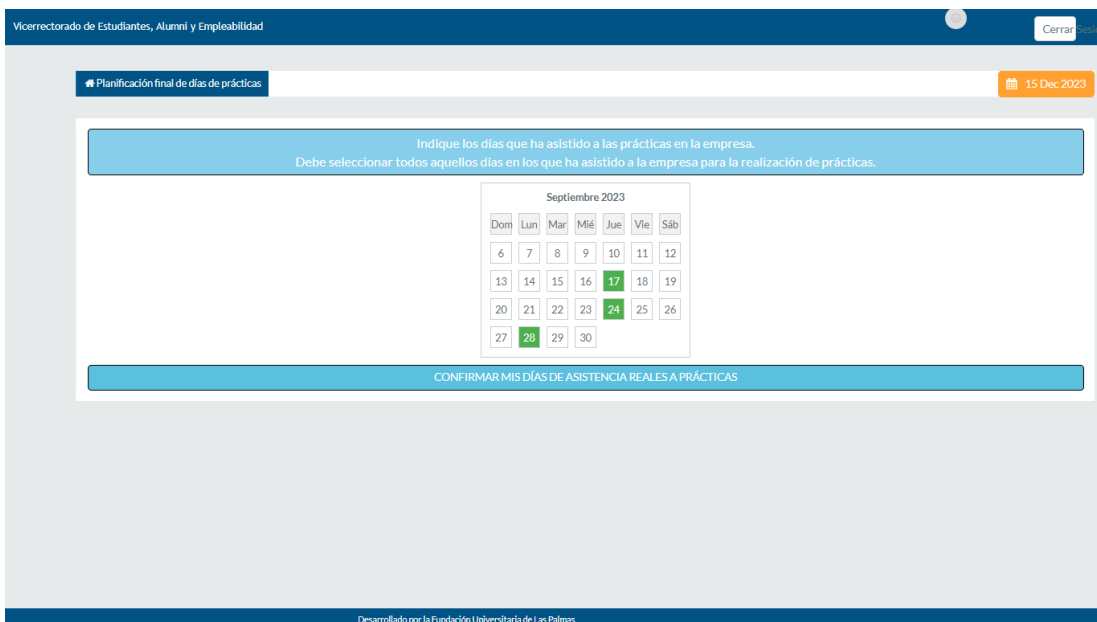 Vicerrectorado de Estudiantes, Alumni y Empleabilidad
Cerrar
Planificación final de días de prácticas
15 Dec 2023
Indique los días que ha asistido a las prácticas en la empresa.
Debe seleccionar todos aquellos días en los que ha asistido a la empresa para la realización de prácticas.
Septiembre 2023
Dom Lun Mar Mié Jue Vie Sáb
6 7 8 9 10 11 12
13 14 15 16 17 18 19
20 21 22 23 24 25 26
27 28 29 30
CONFIRMAR MIS DÍAS DE ASISTENCIA REALES A PRÁCTICAS
Desarrollado por la Fundación Universitaria de Las Palmas